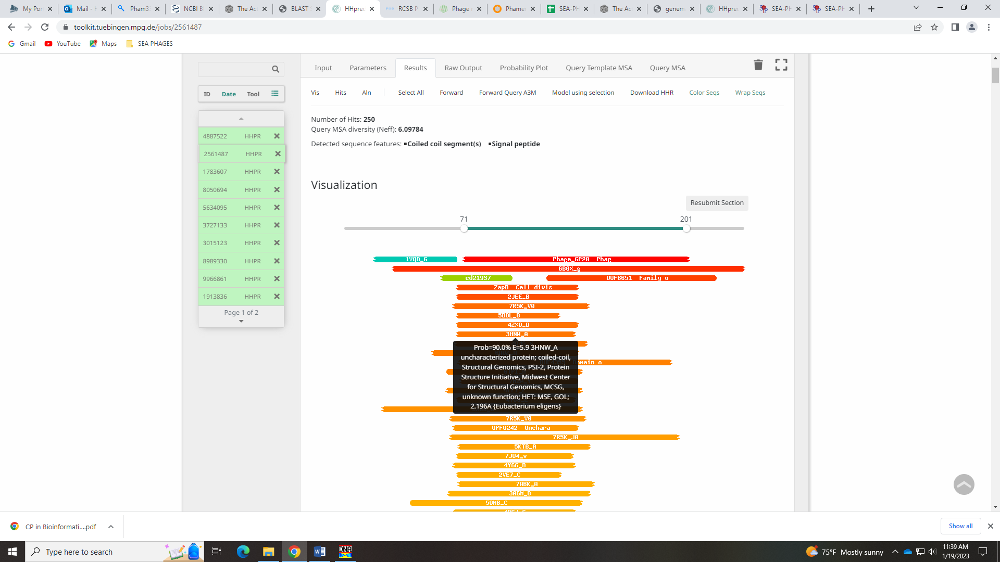 My Por
Mail - H
Pham3
NCBI B
The Act
BLAST
HHpred
RCSB P
Phage
Phamer
SEA-PH
The Act
genem
HHpred
SEA-PH
SEA-PH
toolkit.tuebingen.mpg.de/jobs/2561487
Gmail YouTube Maps SEA PHAGES
Input Parameters Results Raw Output Probability Plot Query Template MSA Query MSA
ID Date Tool
Vis Hits Aln Select All Forward Forward Query A3M Model using selection Download HHR Color Seqs Wrap Seqs
4887522 HHPR
2561487 HHPR
1783607 HHPR
8050694 HHPR
5634095 HHPR
3727133 HHPR
3015123 HHPR
8989330 HHPR
9966861 HHPR
1913836 HHPR
Page 1 of 2
Number of Hits: 250
Query MSA diversity (Neff): 6.09784
Detected sequence features: ▪Coiled coil segment(s) ▪Signal peptide
Visualization
Resubmit Section
71 201
1VQO_G Phage_GP20 Phag
6B0X_g
cd21937 DUF6651 Family o
ZapB Cell divis
2JEE_B
7R5K_V0
5DOL_B
4ZXQ_D
3HNW_A
Prob=90.0% E=5.9 3HNW_A
uncharacterized protein; coiled-coil,
Structural Genomics, PSI-2, Protein
Structure Initiative, Midwest Center
for Structural Genomics, MCSG,
unknown function; HET: MSE, GOL;
2.196A {Eubacterium eligens}
omain o
7R5K_V0
UPF0242 Unchara
7R5K_J0
5KTB_A
7JU4_v
4Y66_D
2VE7_C
7ABK_A
3A6M_B
5OMB_C
CP in Bioinformati....pdf
Show all
Type here to search
DNA
75°F Mostly sunny
11:39 AM
1/19/2023